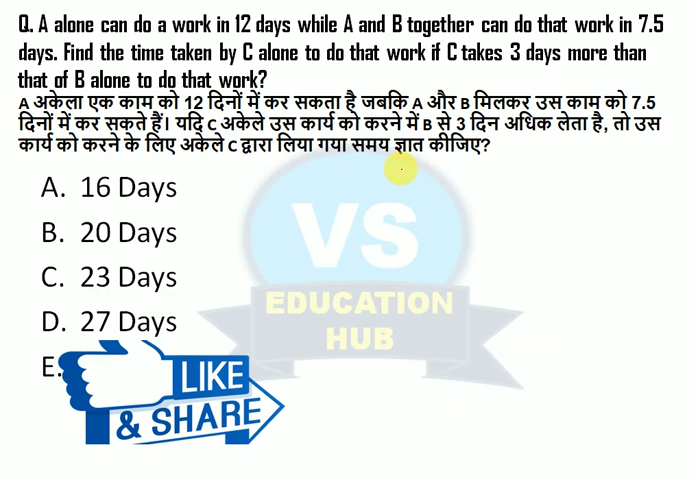 Q. A alone can do a work in 12 days while A and B together can do that work in 7.5
days. Find the time taken by C alone to do that work if C takes 3 days more than
that of B alone to do that work?
A अकेला एक काम को 12 दिनों में कर सकता है जबकि A और B मिलकर उस काम को 7.5
दिनों में कर सकते हैं। यदि C अकेले उस कार्य को करने में B से 3 दिन अधिक लेता है, तो उस
कार्य को करने के लिए अकेले C द्वारा लिया गया समय ज्ञात कीजिए?
A. 16 Days
B. 20 Days
C. 23 Days
D. 27 Days
E.
VS
EDUCATION
HUB
LIKE
& SHARE